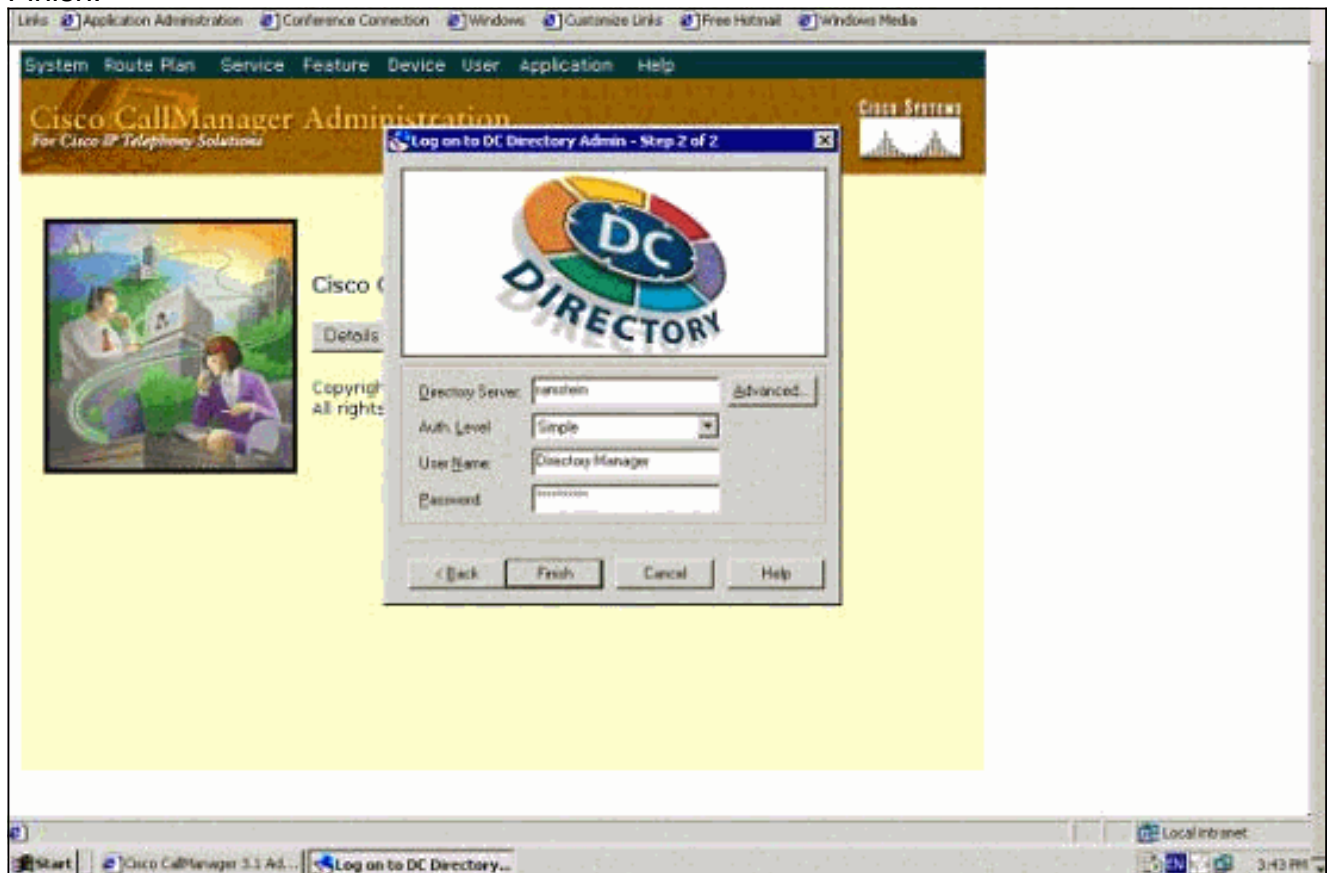 Links Application Administration Conference Connection Windows Customize Links Free Hotmail Windows Media
System Route Plan Service Feature Device User Application Help
Cisco CallManager Administration
For Cisco IP Telephony Solutions
CISCO SYSTEMS
Log on to DC Directory Admin - Step 2 of 2
DC
DIRECTORY
Cisco C
Details
Copyrigh
All rights
Directory Server: Advanced...
Auth. Level Simple
User Name: Directory Manager
Password
< Back Finish Cancel Help
Local intranet
Start Cisco CallManager 3.1 Ad... Log on to DC Directory... EN 3:43 PM